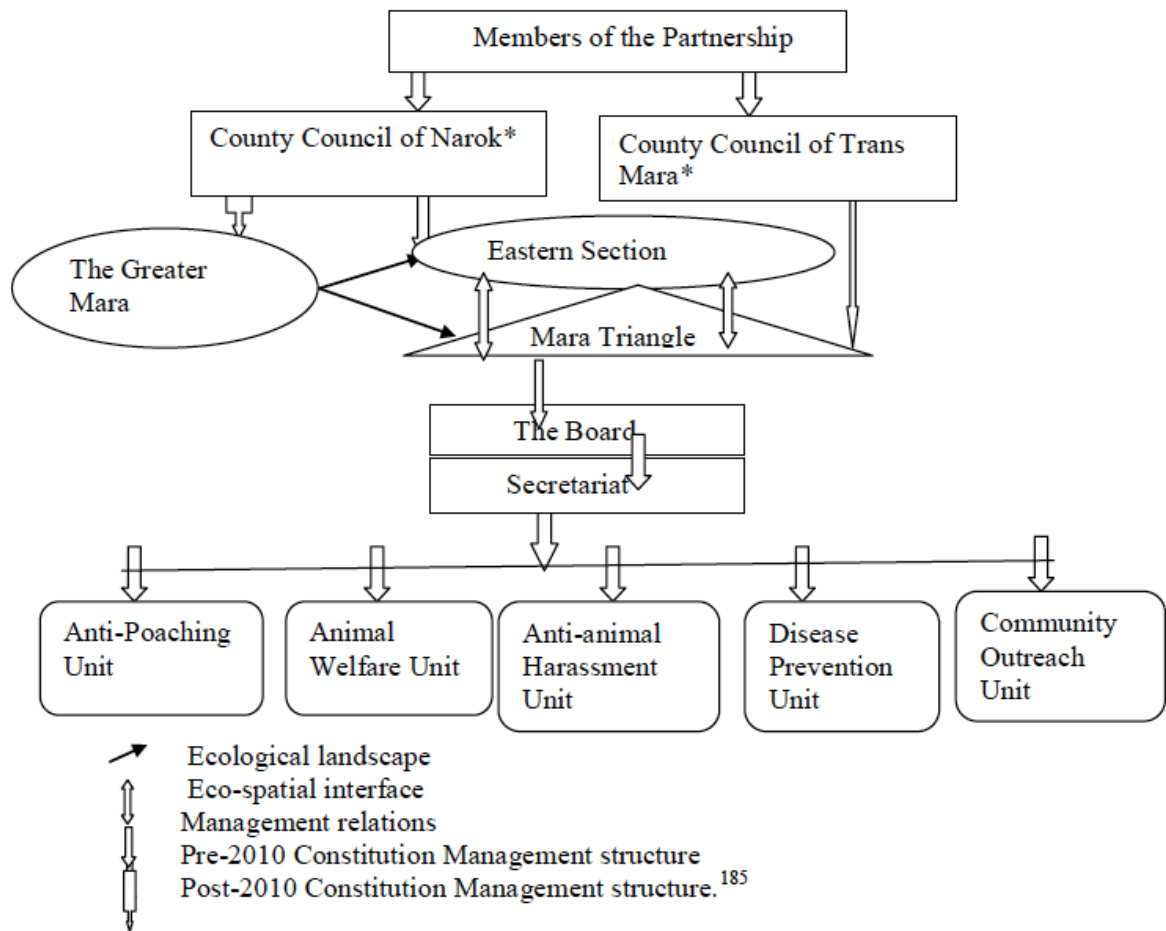 Members of the Partnership
County Council of Narok*
County Council of Trans
Mara*
The Greater
Mara
Eastern Section
Mara Triangle
The Board
Secretariat
Anti-Poaching
Unit
Animal
Welfare Unit
Anti-animal
Harassment
Unit
Disease
Prevention
Unit
Community
Outreach
Unit
Ecological landscape
Eco-spatial interface
Management relations
Pre-2010 Constitution Management structure
Post-2010 Constitution Management structure.185